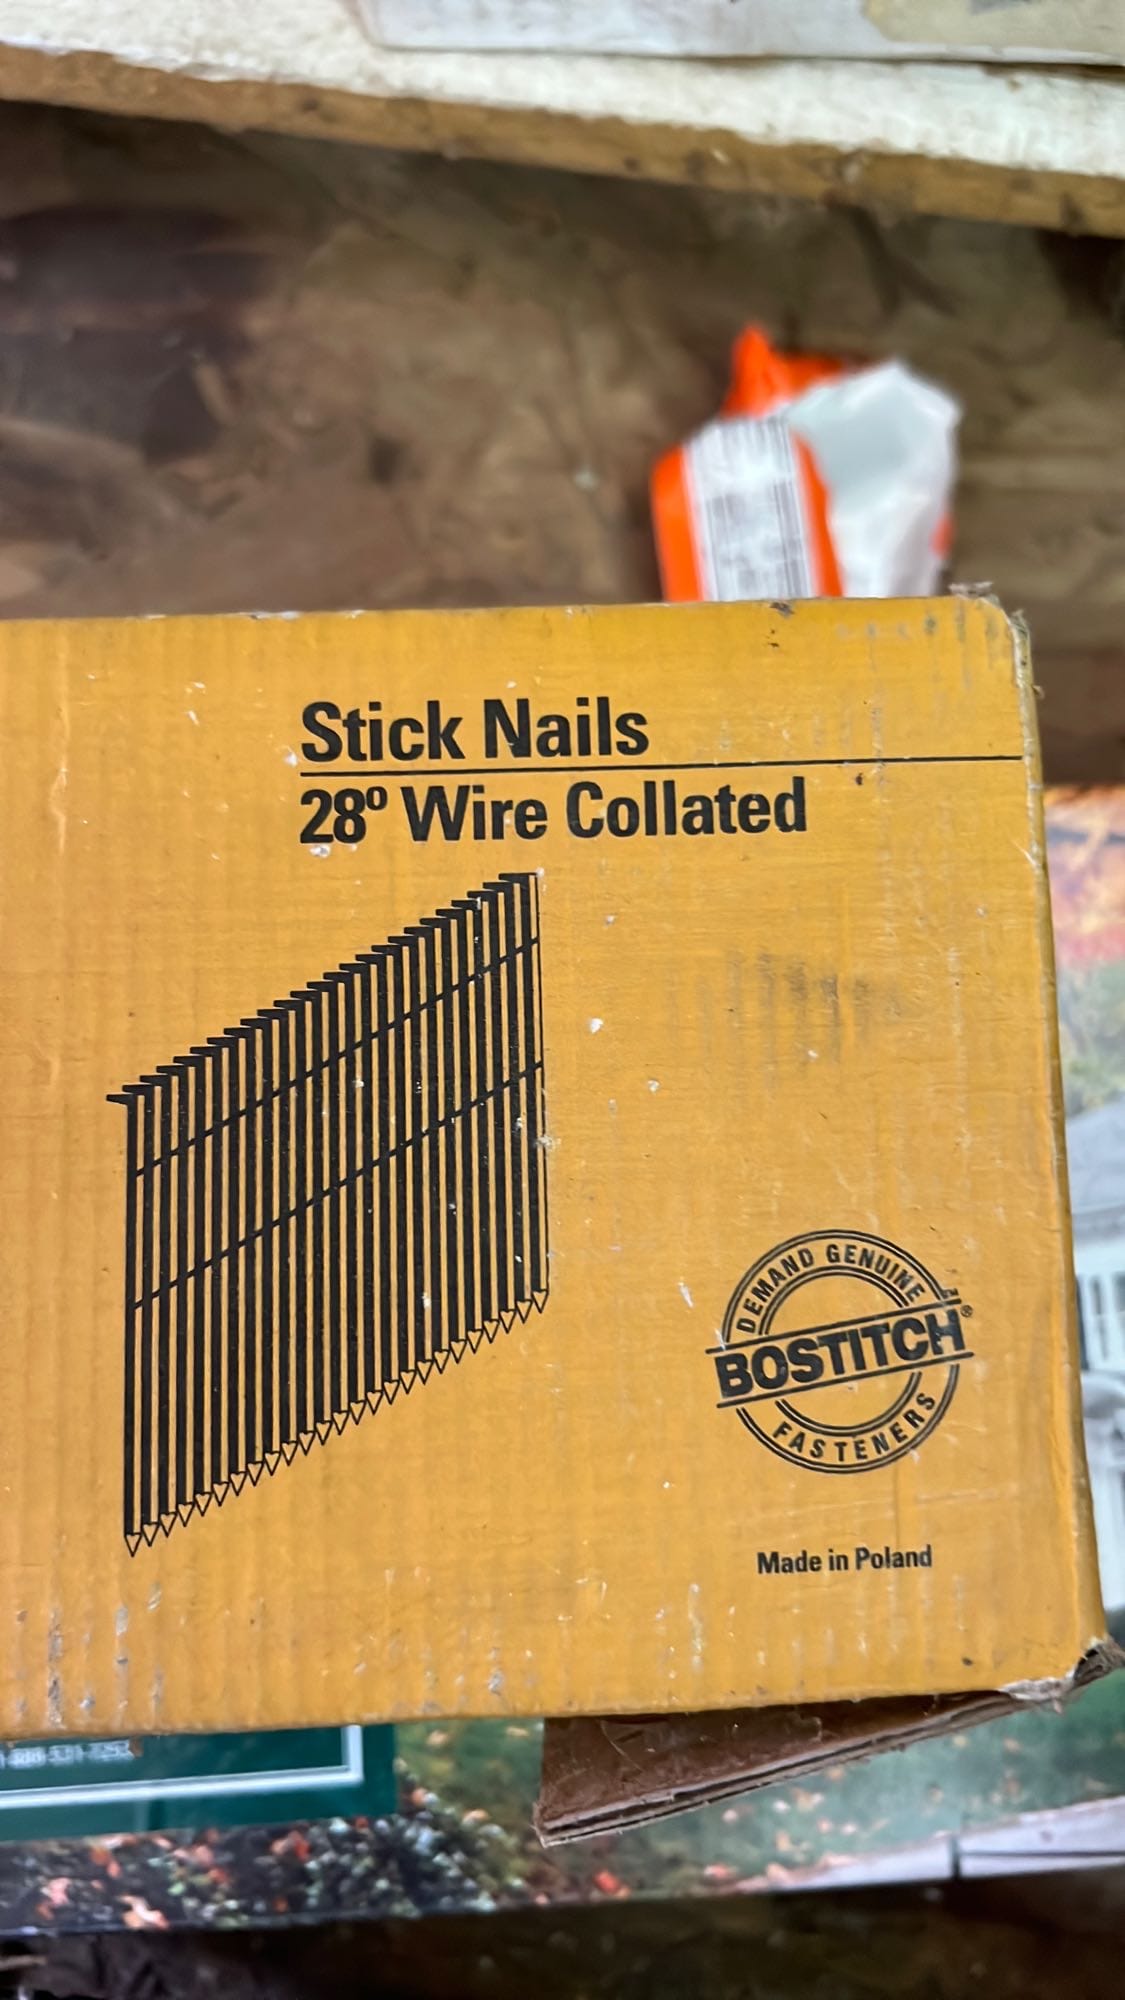 Stick Nails
28º Wire Collated
DEMAND GENUINE
BOSTITCH®
FASTENERS
Made in Poland